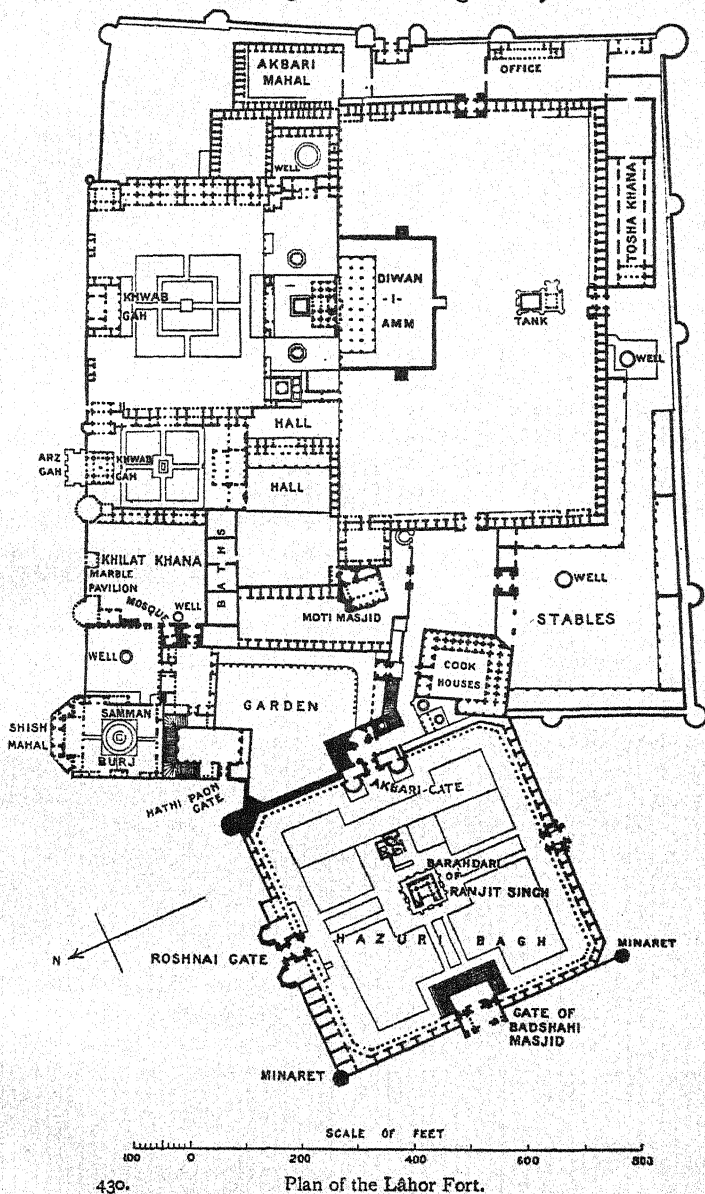 AKBARI
MAHAL
OFFICE
WELL
TOSHA KHANA
KHWAB
GAH
DIWAN
-I-
AMM
TANK
WELL
HALL
ARZ
GAH
KHWAB
GAH
HALL
KHILAT KHANA
MARBLE
PAVILION
MOSQUE
WELL
BATHS
MOTI MASJID
WELL
STABLES
WELL
COOK
HOUSES
GARDEN
SHISH
MAHAL
SAMMAN
BURJ
HATHI PAON
GATE
AKBARI-GATE
BARAHDARI
OF
RANJIT SINGH
N
ROSHNAI GATE
HAZURI BAGH
MINARET
GATE OF
BADSHAHI
MASJID
MINARET
SCALE OF FEET
100 0 200 400 600 800
430. Plan of the Lâhor Fort.